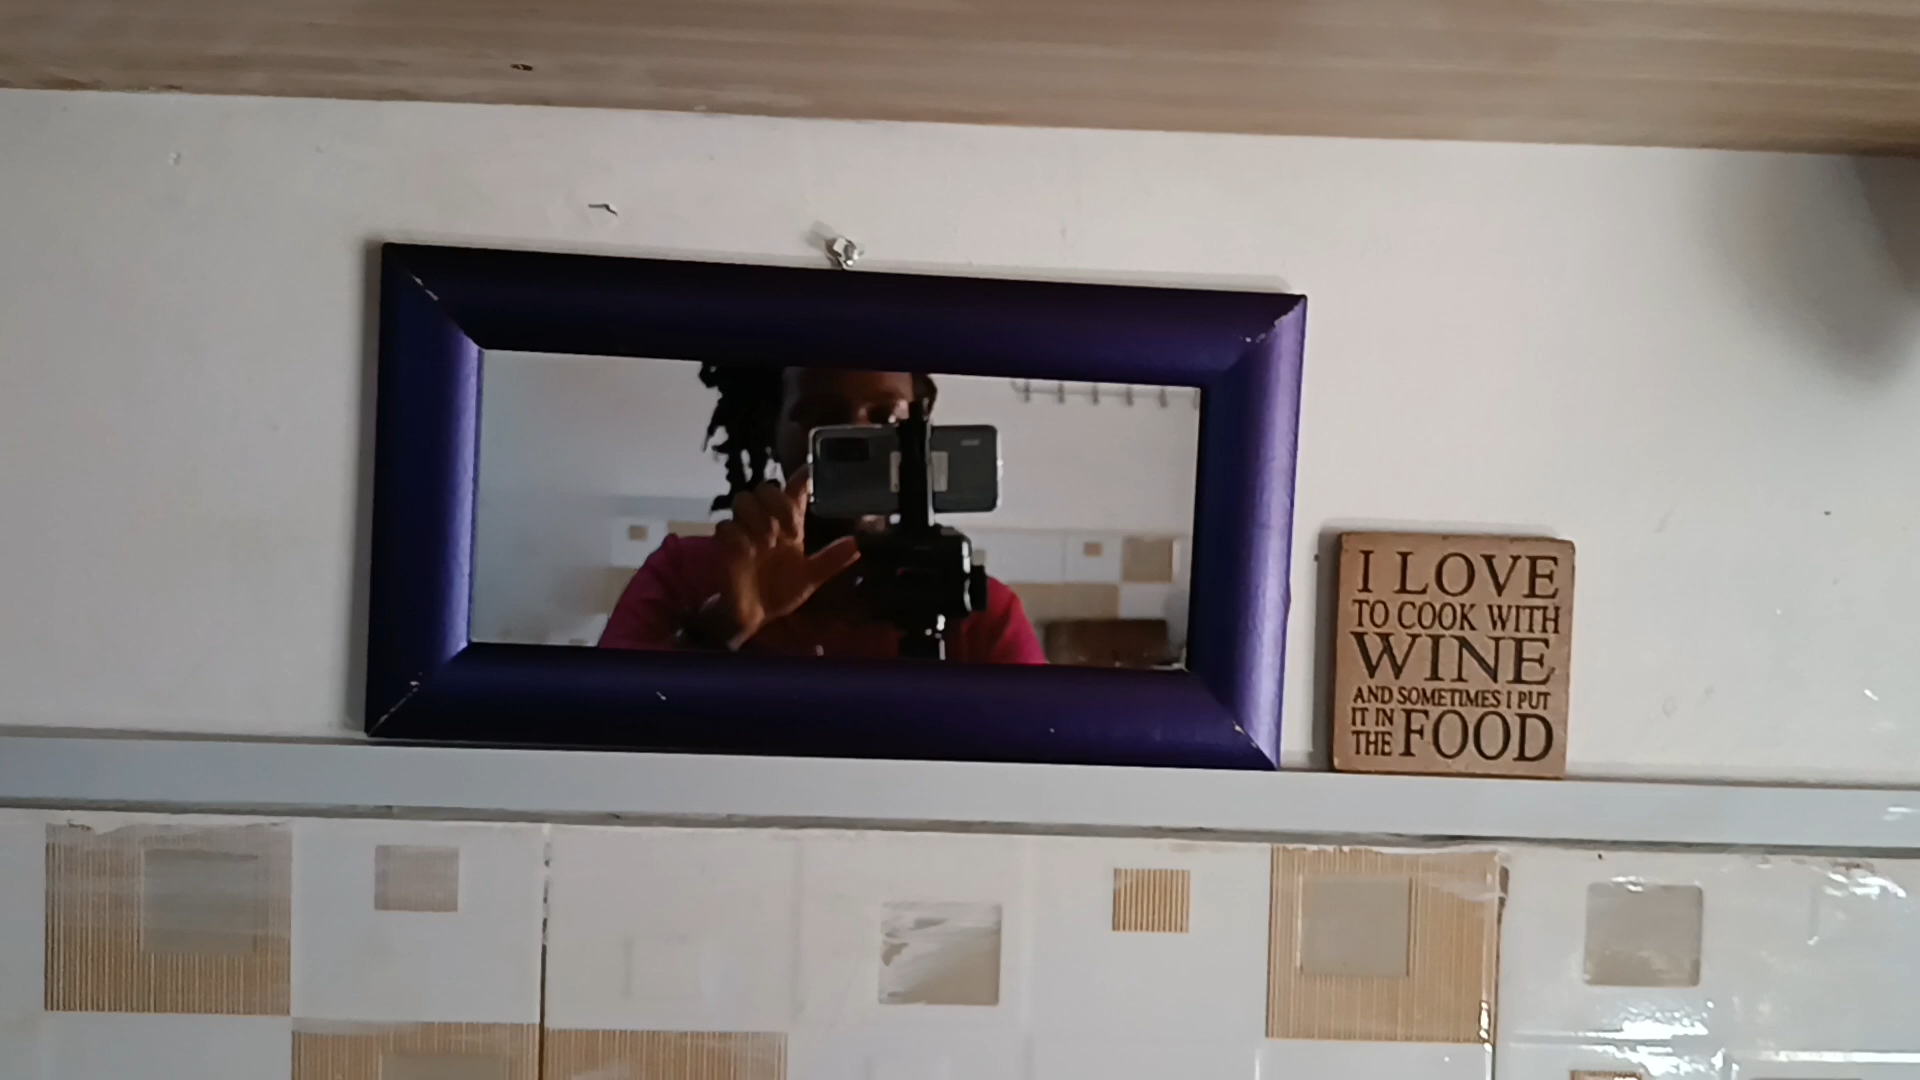 I LOVE
TO COOK WITH
WINE
AND SOMETIMES I PUT
IT IN
THE FOOD